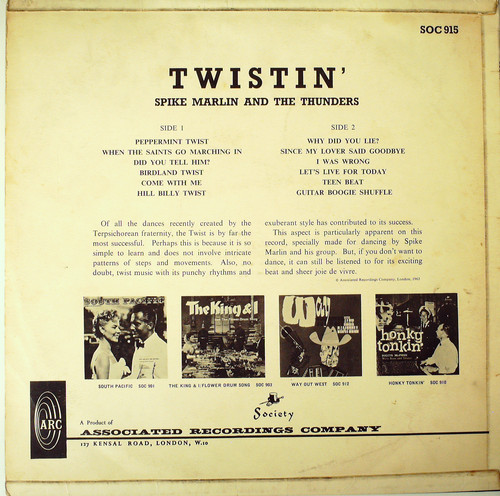 SOC 915
TWISTIN'
SPIKE MARLIN AND THE THUNDERS
SIDE 1
PEPPERMINT TWIST
WHEN THE SAINTS GO MARCHING IN
DID YOU TELL HIM?
BIRDLAND TWIST
COME WITH ME
HILL BILLY TWIST
SIDE 2
WHY DID YOU LIE?
SINCE MY LOVER SAID GOODBYE
I WAS WRONG
LET'S LIVE FOR TODAY
TEEN BEAT
GUITAR BOOGIE SHUFFLE
Of all the dances recently created by the
Terpsichorean fraternity, the Twist is by far the
most successful. Perhaps this is because it is so
simple to learn and does not involve intricate
patterns of steps and movements. Also, no
doubt, twist music with its punchy rhythms and
exuberant style has contributed to its success.
This aspect is particularly apparent on this
record, specially made for dancing by Spike
Marlin and his group. But, if you don't want to
dance, it can still be listened to for its exciting
beat and sheer joie de vivre.
© Associated Recordings Company, London,
SOUTH PACIFIC
The King & I
Way Out
honky
tonkin'
SOUTH PACIFIC SOC 901
THE KING & I/FLOWER DRUM SONG SOC 902
WAY OUT WEST SOC 912
HONKY TONKIN' SOC 910
Society
ARC
A Product of
ASSOCIATED RECORDINGS COMPANY
127 KENSAL ROAD, LONDON, W.10